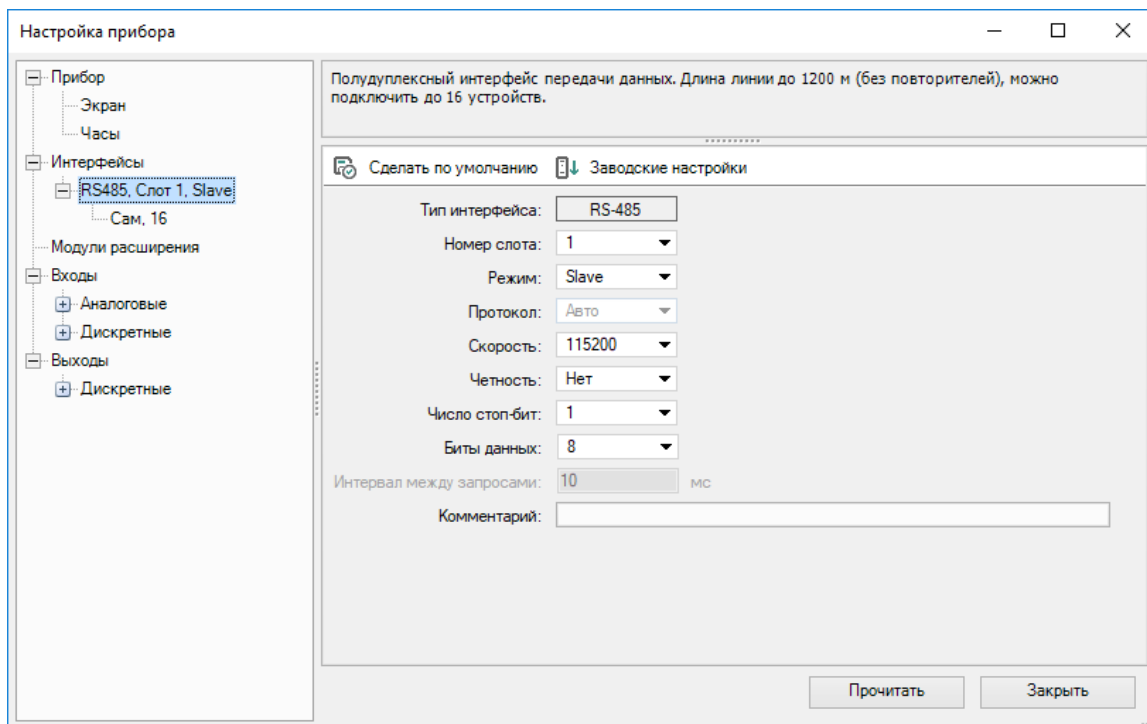 Настройка прибора
Прибор
Экран
Часы
Интерфейсы
RS485, Слот 1, Slave
Сам, 16
Модули расширения
Входы
Аналоговые
Дискретные
Выходы
Дискретные
Полудуплексный интерфейс передачи данных. Длина линии до 1200 м (без повторителей), можно
подключить до 16 устройств.
Сделать по умолчанию Заводские настройки
Тип интерфейса: RS-485
Номер слота: 1
Режим: Slave
Протокол: Авто
Скорость: 115200
Четность: Нет
Число стоп-бит: 1
Биты данных: 8
Интервал между запросами: 10 мс
Комментарий:
Прочитать Закрыть